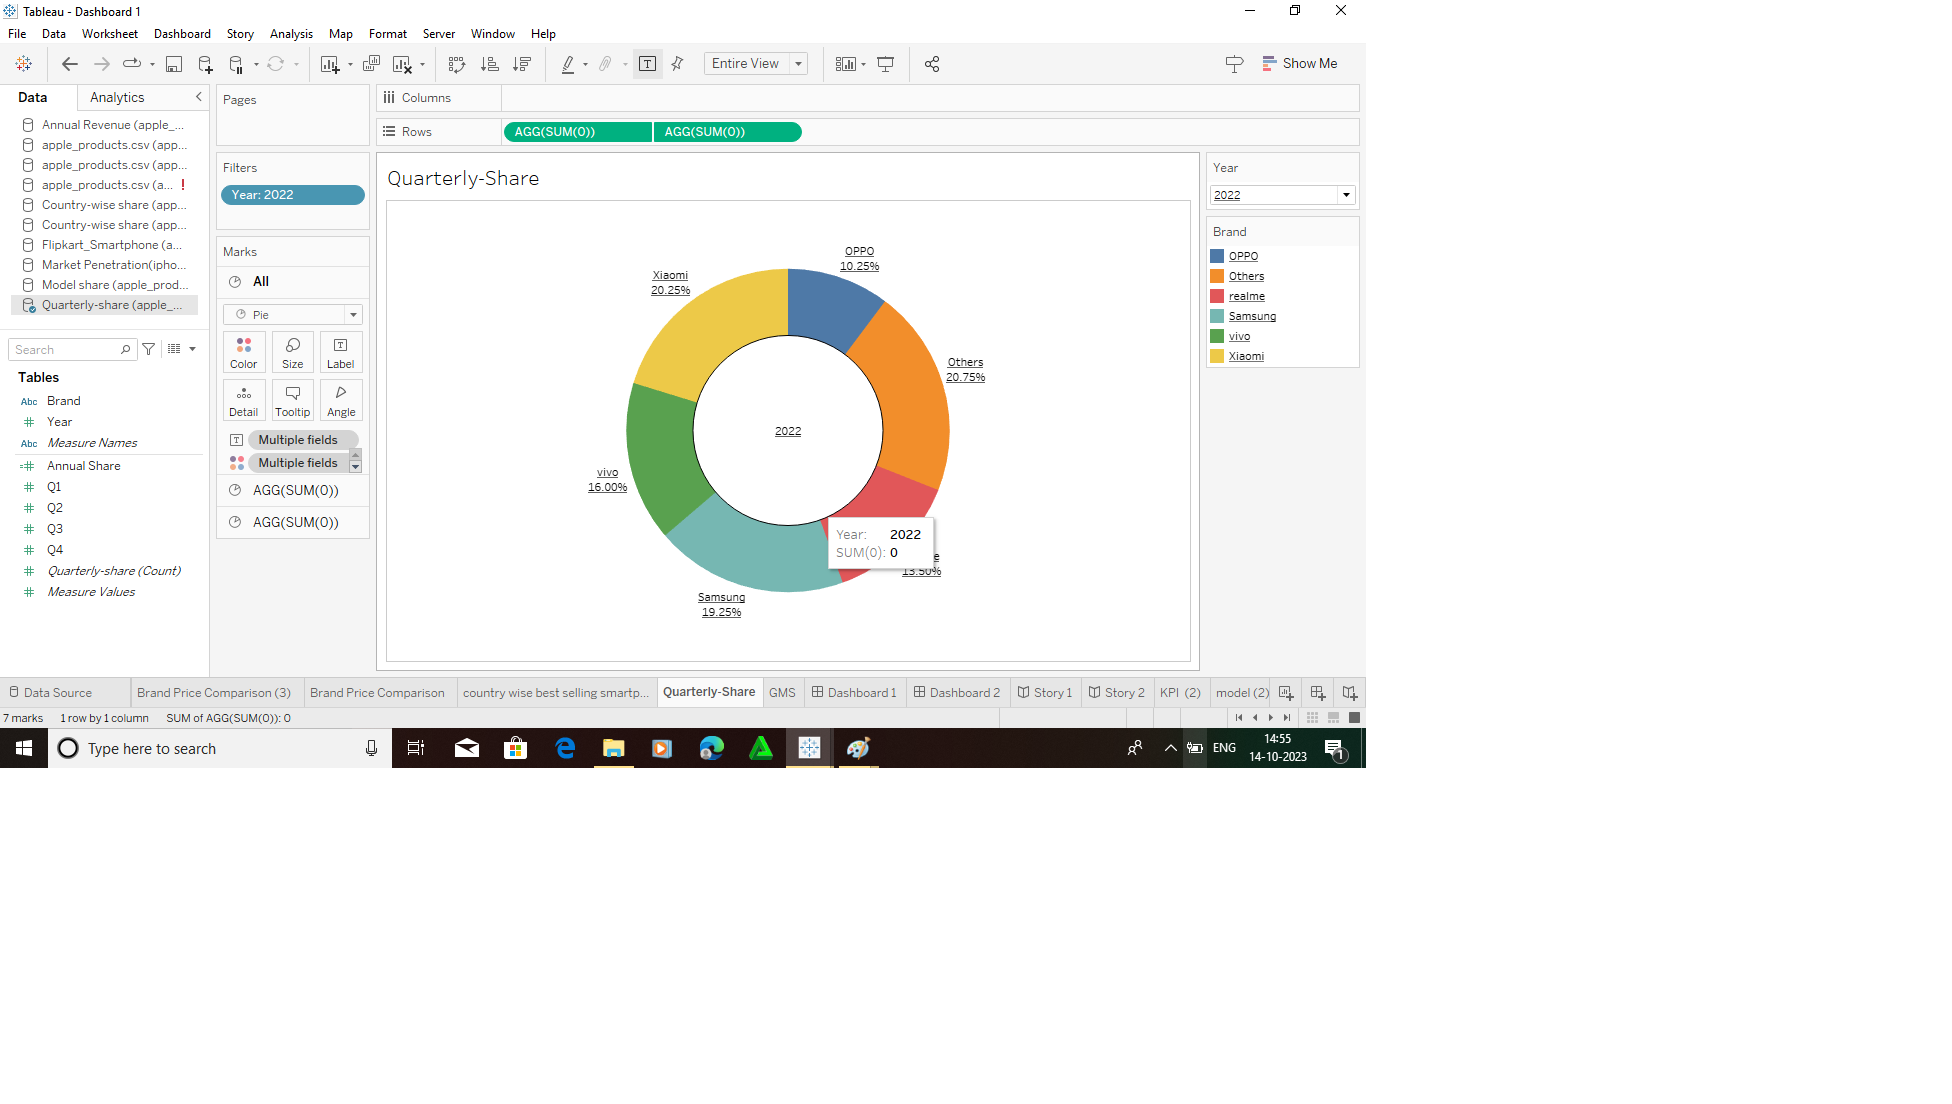 Tableau - Dashboard 1
File Data Worksheet Dashboard Story Analysis Map Format Server Window Help
Entire View
Show Me
Data Analytics
Annual Revenue (apple_...
apple_products.csv (app...
apple_products.csv (app...
apple_products.csv (a... !
Country-wise share (app...
Country-wise share (app...
Flipkart_Smartphone (a...
Market Penetration(ipho...
Model share (apple_prod...
Quarterly-share (apple_...
Search
Tables
Abc Brand
# Year
Abc Measure Names
=# Annual Share
# Q1
# Q2
# Q3
# Q4
# Quarterly-share (Count)
# Measure Values
Pages
Filters
Year: 2022
Marks
All
Pie
Color Size Label
Detail Tooltip Angle
Multiple fields
Multiple fields
AGG(SUM(0))
AGG(SUM(0))
Columns
Rows AGG(SUM(0)) AGG(SUM(0))
Quarterly-Share
OPPO
10.25%
Xiaomi
20.25%
Others
20.75%
2022
vivo
16.00%
Year: 2022
SUM(0): 0
e
13.50%
Samsung
19.25%
Year
2022
Brand
OPPO
Others
realme
Samsung
vivo
Xiaomi
Data Source Brand Price Comparison (3) Brand Price Comparison country wise best selling smartp... Quarterly-Share GMS Dashboard 1 Dashboard 2 Story 1 Story 2 KPI (2) model (2)
7 marks 1 row by 1 column SUM of AGG(SUM(0)): 0
Type here to search
ENG
14:55
14-10-2023
1